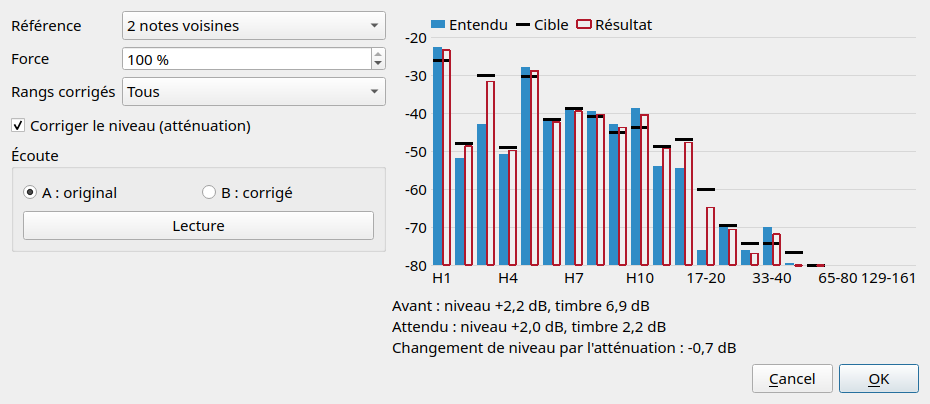 Référence
2 notes voisines
Force
100 %
Rangs corrigés
Tous
Corriger le niveau (atténuation)
Écoute
A : original
B : corrigé
Lecture
Entendu Cible Résultat
-20
-30
-40
-50
-60
-70
-80
H1 H4 H7 H10 17-20 33-40 65-80 129-161
Avant : niveau +2,2 dB, timbre 6,9 dB
Attendu : niveau +2,0 dB, timbre 2,2 dB
Changement de niveau par l'atténuation : -0,7 dB
Cancel
OK